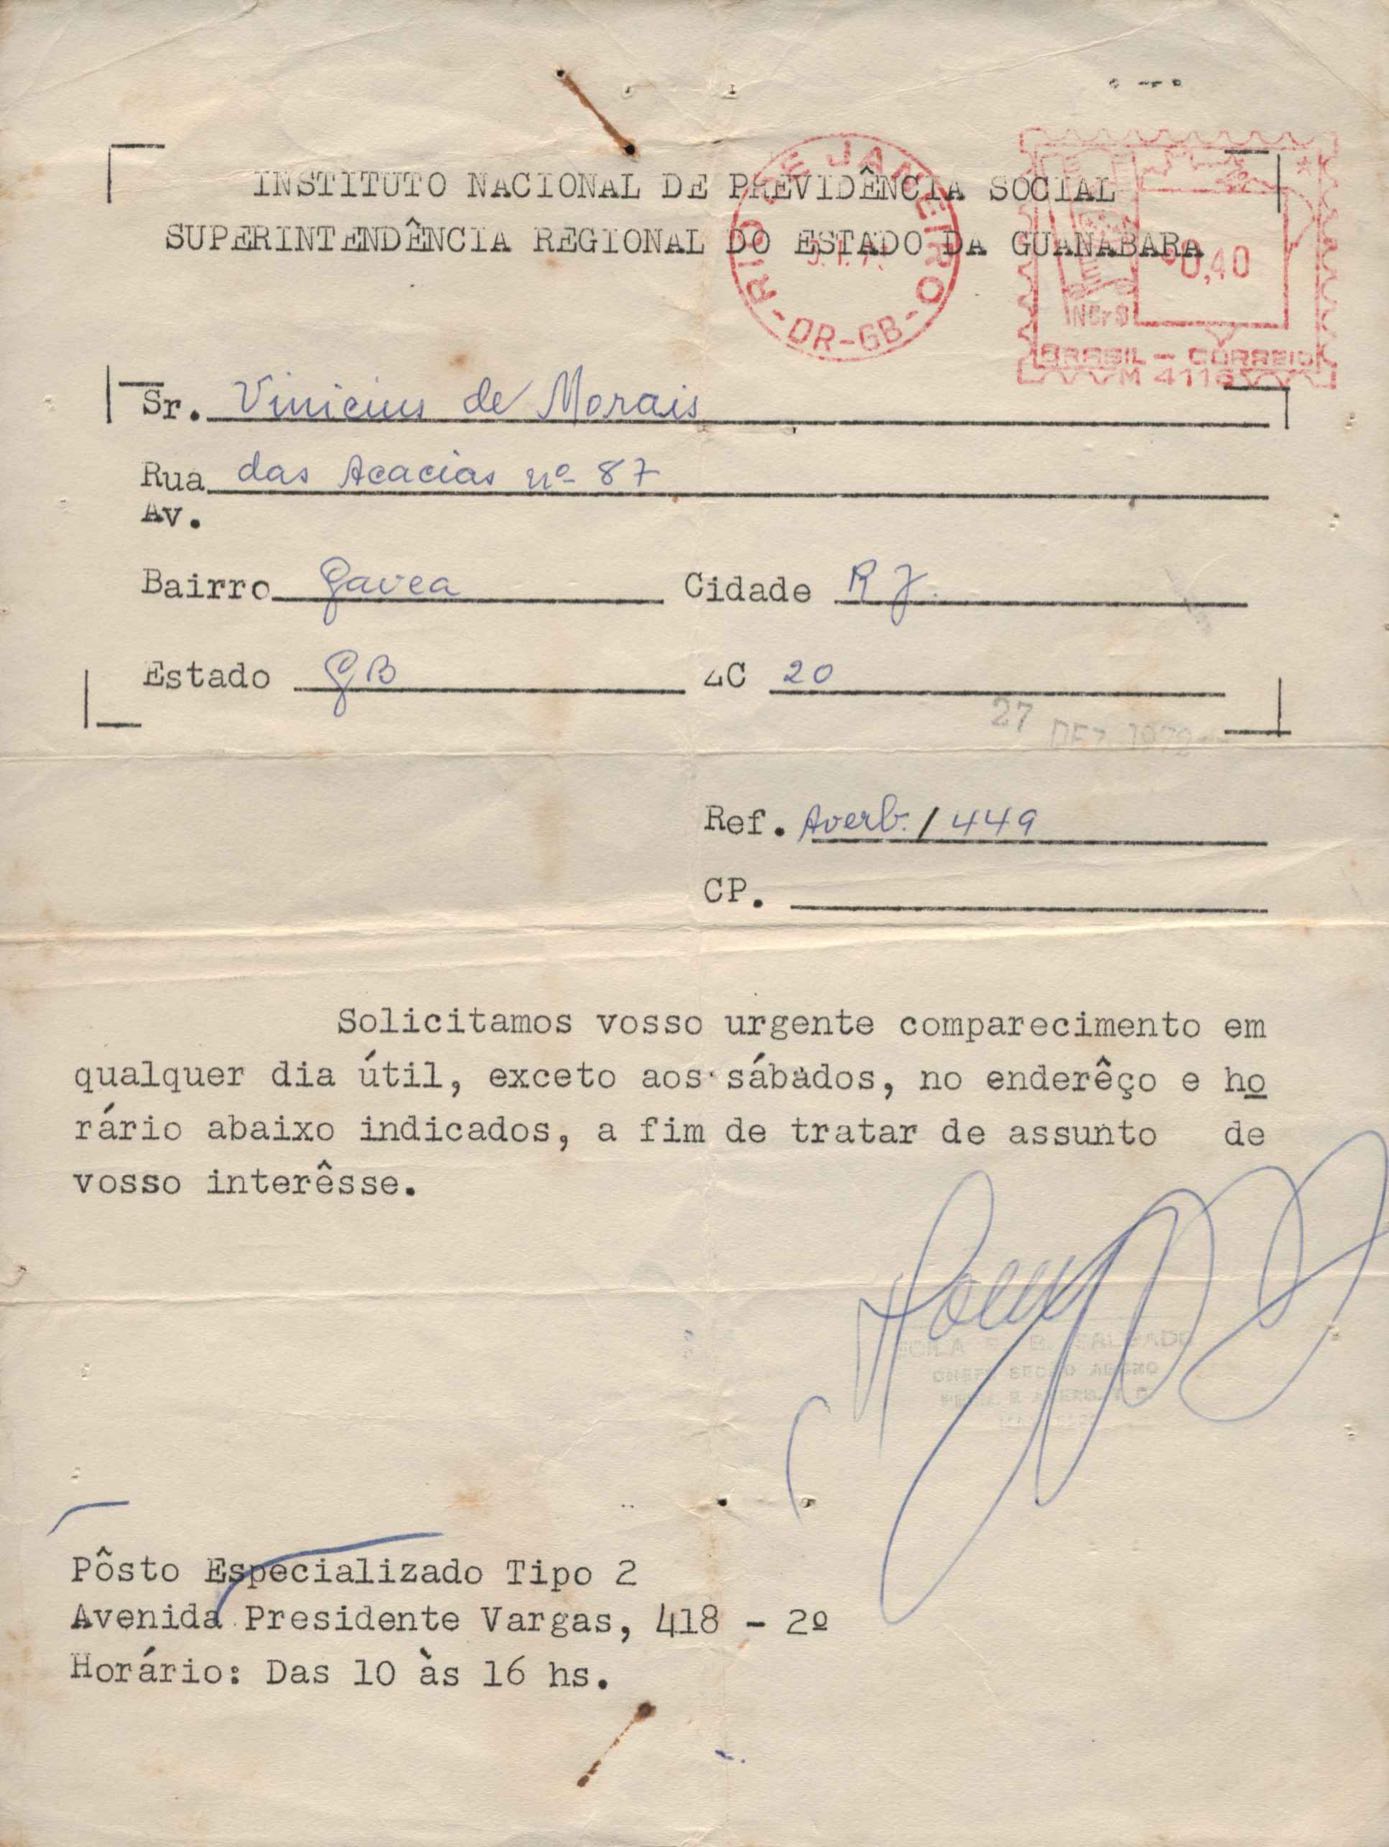 INSTITUTO NACIONAL DE PREVIDÊNCIA SOCIAL
SUPERINTENDÊNCIA REGIONAL DO ESTADO DA GUANABARA
RIO DE JANEIRO
-DR-GB-
0,40
NCr$
BRASIL - CORREIO
M 4116
Sr. Vinicius de Morais
Rua das Acacias nº 87
Av.
Bairro Gavea Cidade RJ.
Estado GB ZC 20
27 DEZ 1970
Ref. Averb. / 449
CP.
Solicitamos vosso urgente comparecimento em
qualquer dia útil, exceto aos sábados, no enderêço e ho
rário abaixo indicados, a fim de tratar de assunto de
vosso interêsse.
Pôsto Especializado Tipo 2
Avenida Presidente Vargas, 418 - 2º
Horário: Das 10 às 16 hs.